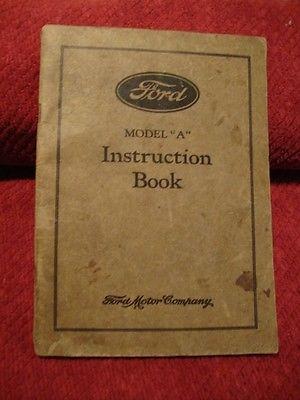 Ford
MODEL "A"
Instruction
Book
Ford Motor Company